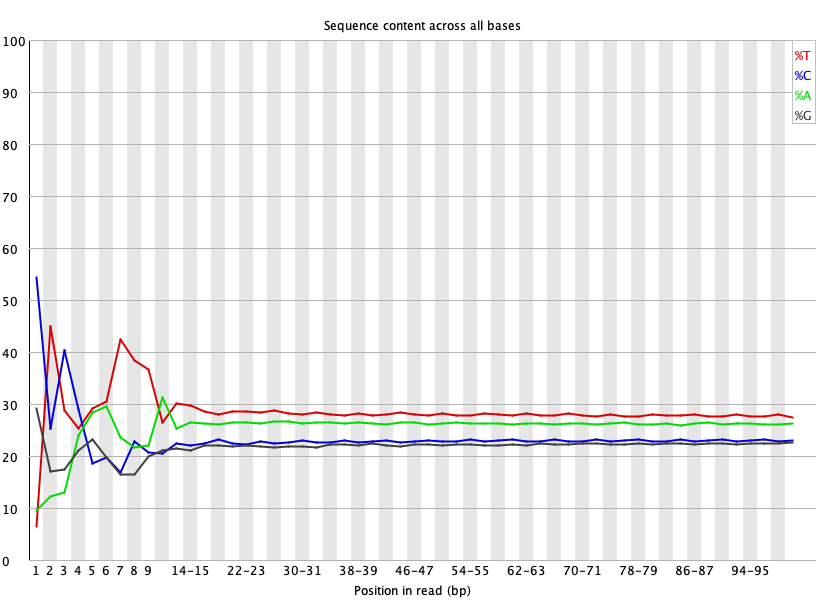 Sequence content across all bases
100
90
80
70
60
50
40
30
20
10
0
%T
%C
%A
%G
1 2 3 4 5 6 7 8 9 14-15 22-23 30-31 38-39 46-47 54-55 62-63 70-71 78-79 86-87 94-95
Position in read (bp)